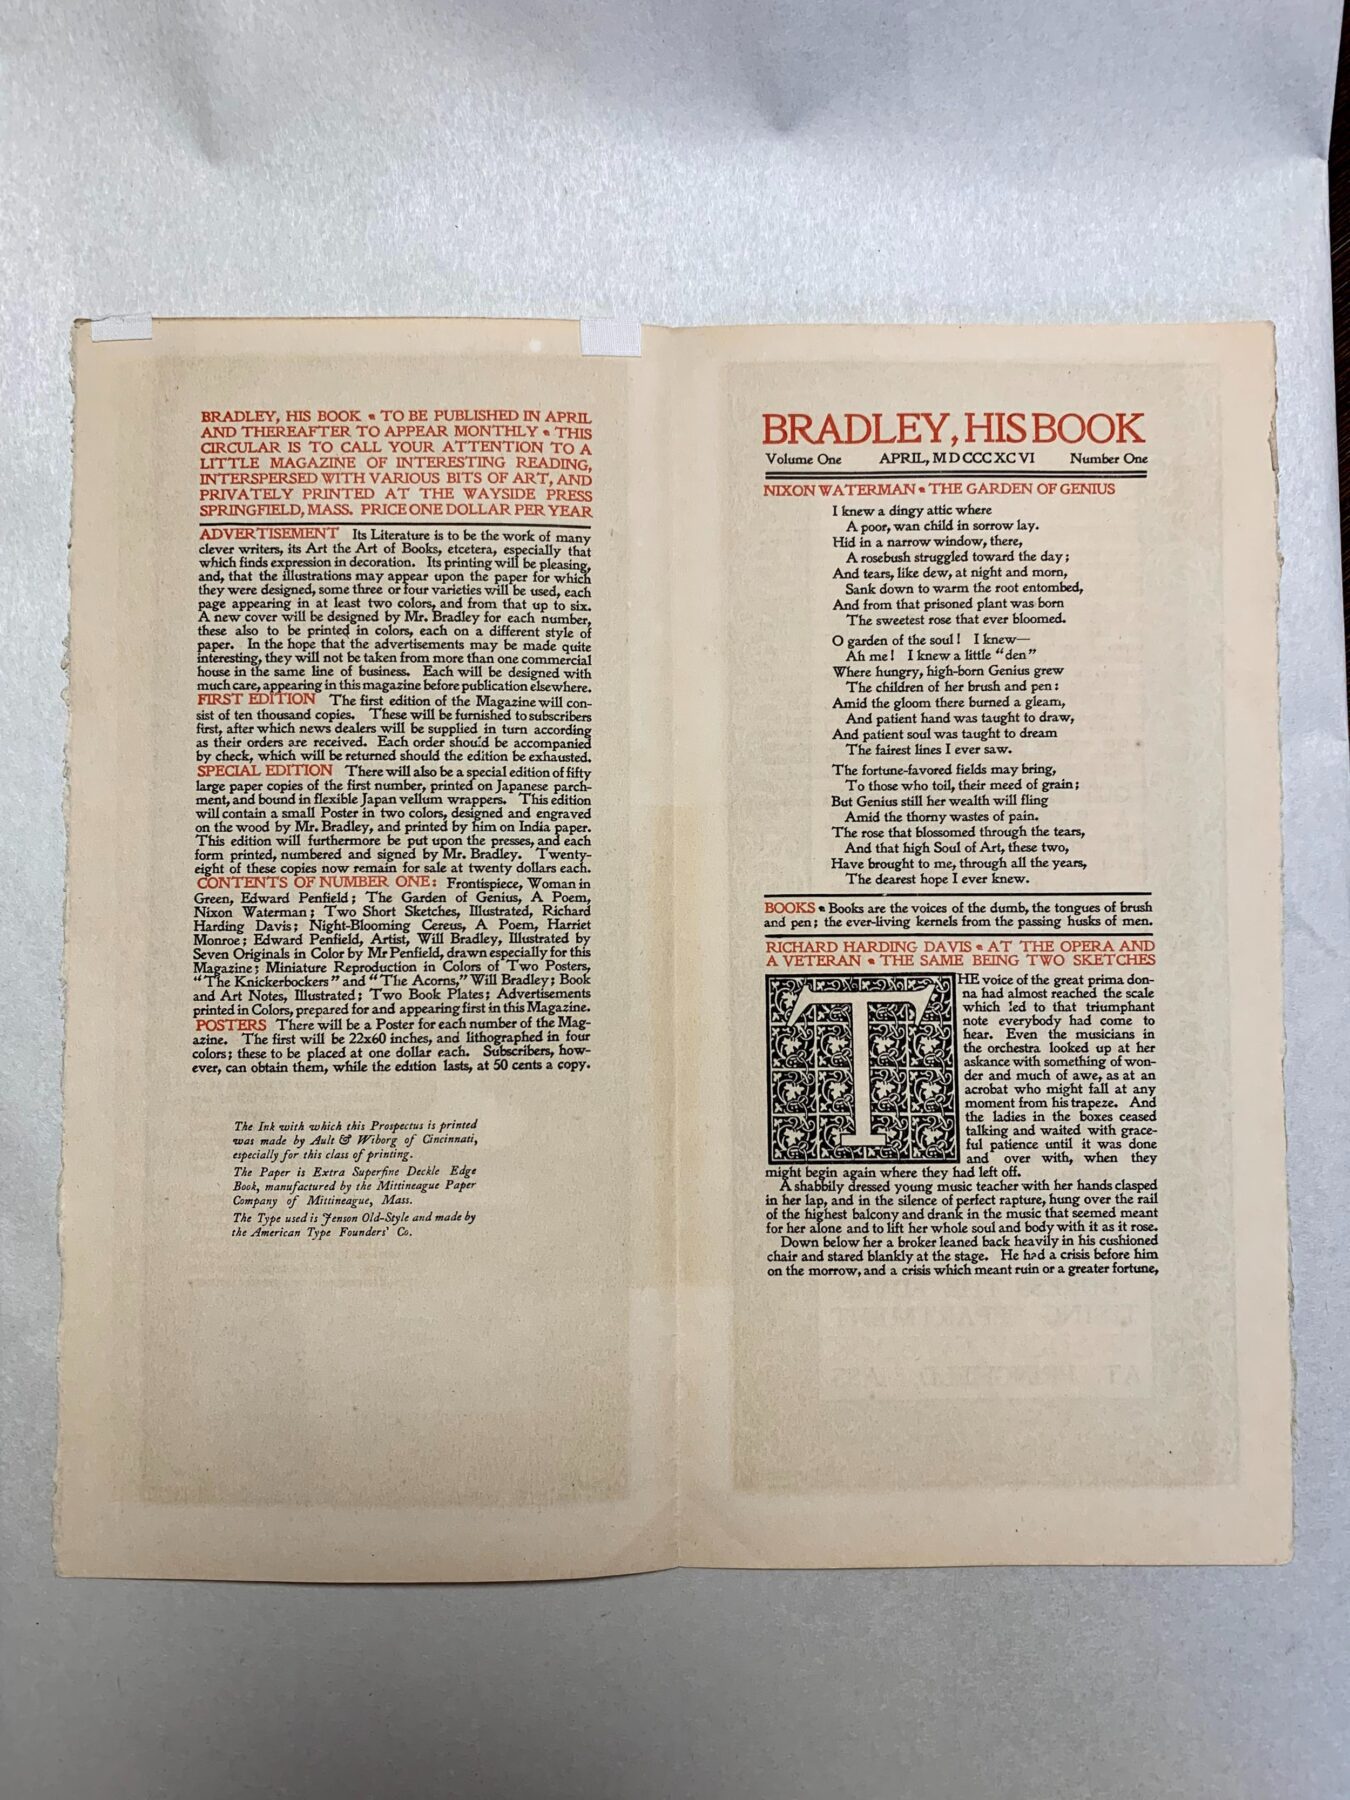 BRADLEY, HIS BOOK • TO BE PUBLISHED IN APRIL
AND THEREAFTER TO APPEAR MONTHLY • THIS
CIRCULAR IS TO CALL YOUR ATTENTION TO A
LITTLE MAGAZINE OF INTERESTING READING,
INTERSPERSED WITH VARIOUS BITS OF ART, AND
PRIVATELY PRINTED AT THE WAYSIDE PRESS
SPRINGFIELD, MASS. PRICE ONE DOLLAR PER YEAR
ADVERTISEMENT Its Literature is to be the work of many
clever writers, its Art the Art of Books, etcetera, especially that
which finds expression in decoration. Its printing will be pleasing,
and, that the illustrations may appear upon the paper for which
they were designed, some three or four varieties will be used, each
page appearing in at least two colors, and from that up to six.
A new cover will be designed by Mr. Bradley for each number,
these also to be printed in colors, each on a different style of
paper. In the hope that the advertisements may be made quite
interesting, they will not be taken from more than one commercial
house in the same line of business. Each will be designed with
much care, appearing in this magazine before publication elsewhere.
FIRST EDITION The first edition of the Magazine will con-
sist of ten thousand copies. These will be furnished to subscribers
first, after which news dealers will be supplied in turn according
as their orders are received. Each order should be accompanied
by check, which will be returned should the edition be exhausted.
SPECIAL EDITION There will also be a special edition of fifty
large paper copies of the first number, printed on Japanese parch-
ment, and bound in flexible Japan vellum wrappers. This edition
will contain a small Poster in two colors, designed and engraved
on the wood by Mr. Bradley, and printed by him on India paper.
This edition will furthermore be put upon the presses, and each
form printed, numbered and signed by Mr. Bradley. Twenty-
eight of these copies now remain for sale at twenty dollars each.
CONTENTS OF NUMBER ONE: Frontispiece, Woman in
Green, Edward Penfield; The Garden of Genius, A Poem,
Nixon Waterman; Two Short Sketches, Illustrated, Richard
Harding Davis; Night-Blooming Cereus, A Poem, Harriet
Monroe; Edward Penfield, Artist, Will Bradley, Illustrated by
Seven Originals in Color by Mr Penfield, drawn especially for this
Magazine; Miniature Reproduction in Colors of Two Posters,
"The Knickerbockers" and "The Acorns," Will Bradley; Book
and Art Notes, Illustrated; Two Book Plates; Advertisements
printed in Colors, prepared for and appearing first in this Magazine.
POSTERS There will be a Poster for each number of the Mag-
azine. The first will be 22x60 inches, and lithographed in four
colors; these to be placed at one dollar each. Subscribers, how-
ever, can obtain them, while the edition lasts, at 50 cents a copy.
The Ink with which this Prospectus is printed
was made by Ault & Wiborg of Cincinnati,
especially for this class of printing.
The Paper is Extra Superfine Deckle Edge
Book, manufactured by the Mittineague Paper
Company of Mittineague, Mass.
The Type used is Jenson Old-Style and made by
the American Type Founders' Co.
BRADLEY, HIS BOOK
Volume One APRIL, MDCCCXCVI Number One
NIXON WATERMAN • THE GARDEN OF GENIUS
I knew a dingy attic where
A poor, wan child in sorrow lay.
Hid in a narrow window, there,
A rosebush struggled toward the day;
And tears, like dew, at night and morn,
Sank down to warm the root entombed,
And from that prisoned plant was born
The sweetest rose that ever bloomed.
O garden of the soul! I knew—
Ah me! I knew a little "den"
Where hungry, high-born Genius grew
The children of her brush and pen:
Amid the gloom there burned a gleam,
And patient hand was taught to draw,
And patient soul was taught to dream
The fairest lines I ever saw.
The fortune-favored fields may bring,
To those who toil, their meed of grain;
But Genius still her wealth will fling
Amid the thorny wastes of pain.
The rose that blossomed through the tears,
And that high Soul of Art, these two,
Have brought to me, through all the years,
The dearest hope I ever knew.
BOOKS • Books are the voices of the dumb, the tongues of brush
and pen; the ever-living kernels from the passing husks of men.
RICHARD HARDING DAVIS • AT THE OPERA AND
A VETERAN • THE SAME BEING TWO SKETCHES
THE voice of the great prima don-
na had almost reached the scale
which led to that triumphant
note everybody had come to
hear. Even the musicians in
the orchestra looked up at her
askance with something of won-
der and much of awe, as at an
acrobat who might fall at any
moment from his trapeze. And
the ladies in the boxes ceased
talking and waited with grace-
ful patience until it was done
and over with, when they
might begin again where they had left off.
A shabbily dressed young music teacher with her hands clasped
in her lap, and in the silence of perfect rapture, hung over the rail
of the highest balcony and drank in the music that seemed meant
for her alone and to lift her whole soul and body with it as it rose.
Down below her a broker leaned back heavily in his cushioned
chair and stared blankly at the stage. He had a crisis before him
on the morrow, and a crisis which meant ruin or a greater fortune,